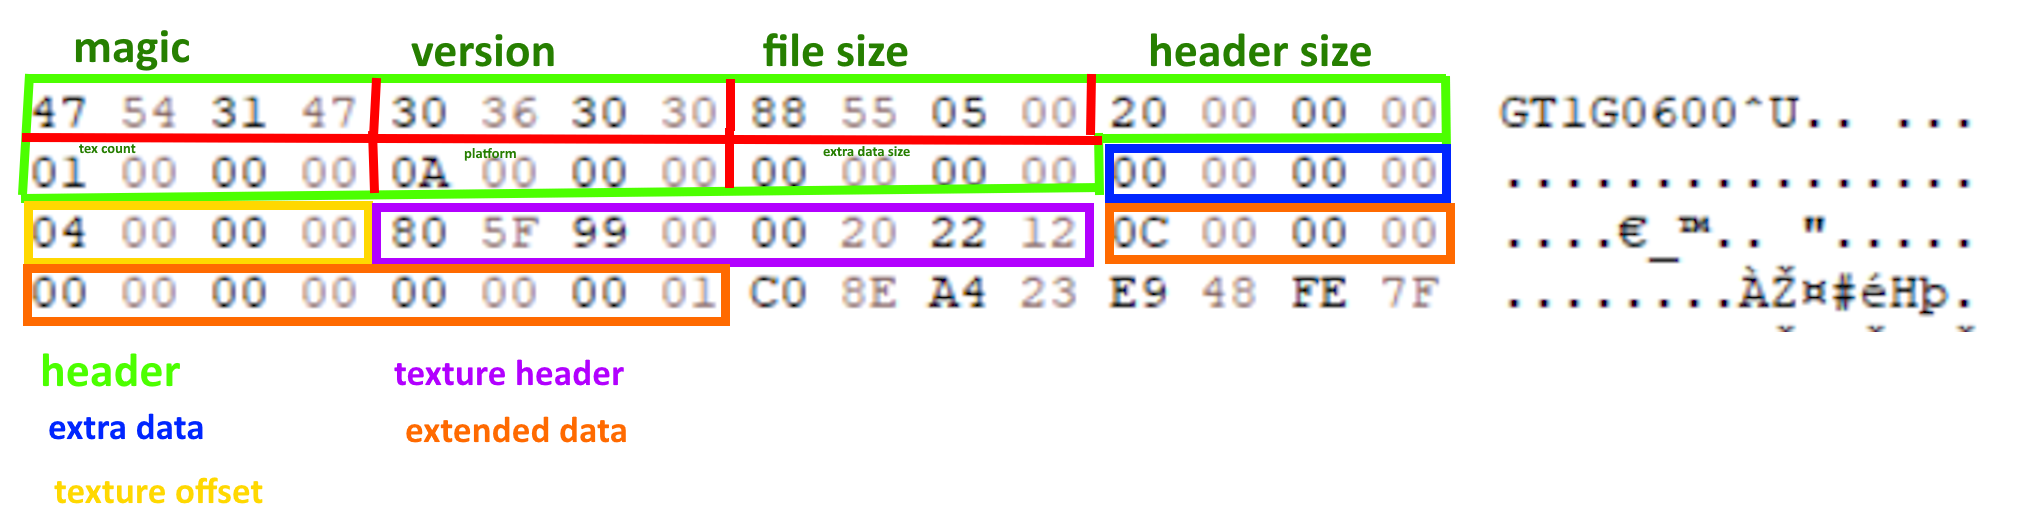 magic version file size header size
47 54 31 47 30 36 30 30 88 55 05 00 20 00 00 00 GT1G0600ˆU.. ...
tex count platform extra data size
01 00 00 00 0A 00 00 00 00 00 00 00 00 00 00 00 ................
04 00 00 00 80 5F 99 00 00 20 22 12 0C 00 00 00 ....€_™.. ".....
00 00 00 00 00 00 00 01 C0 8E A4 23 E9 48 FE 7F ........ÀŽ¤#éHþ.
header texture header
extra data extended data
texture offset